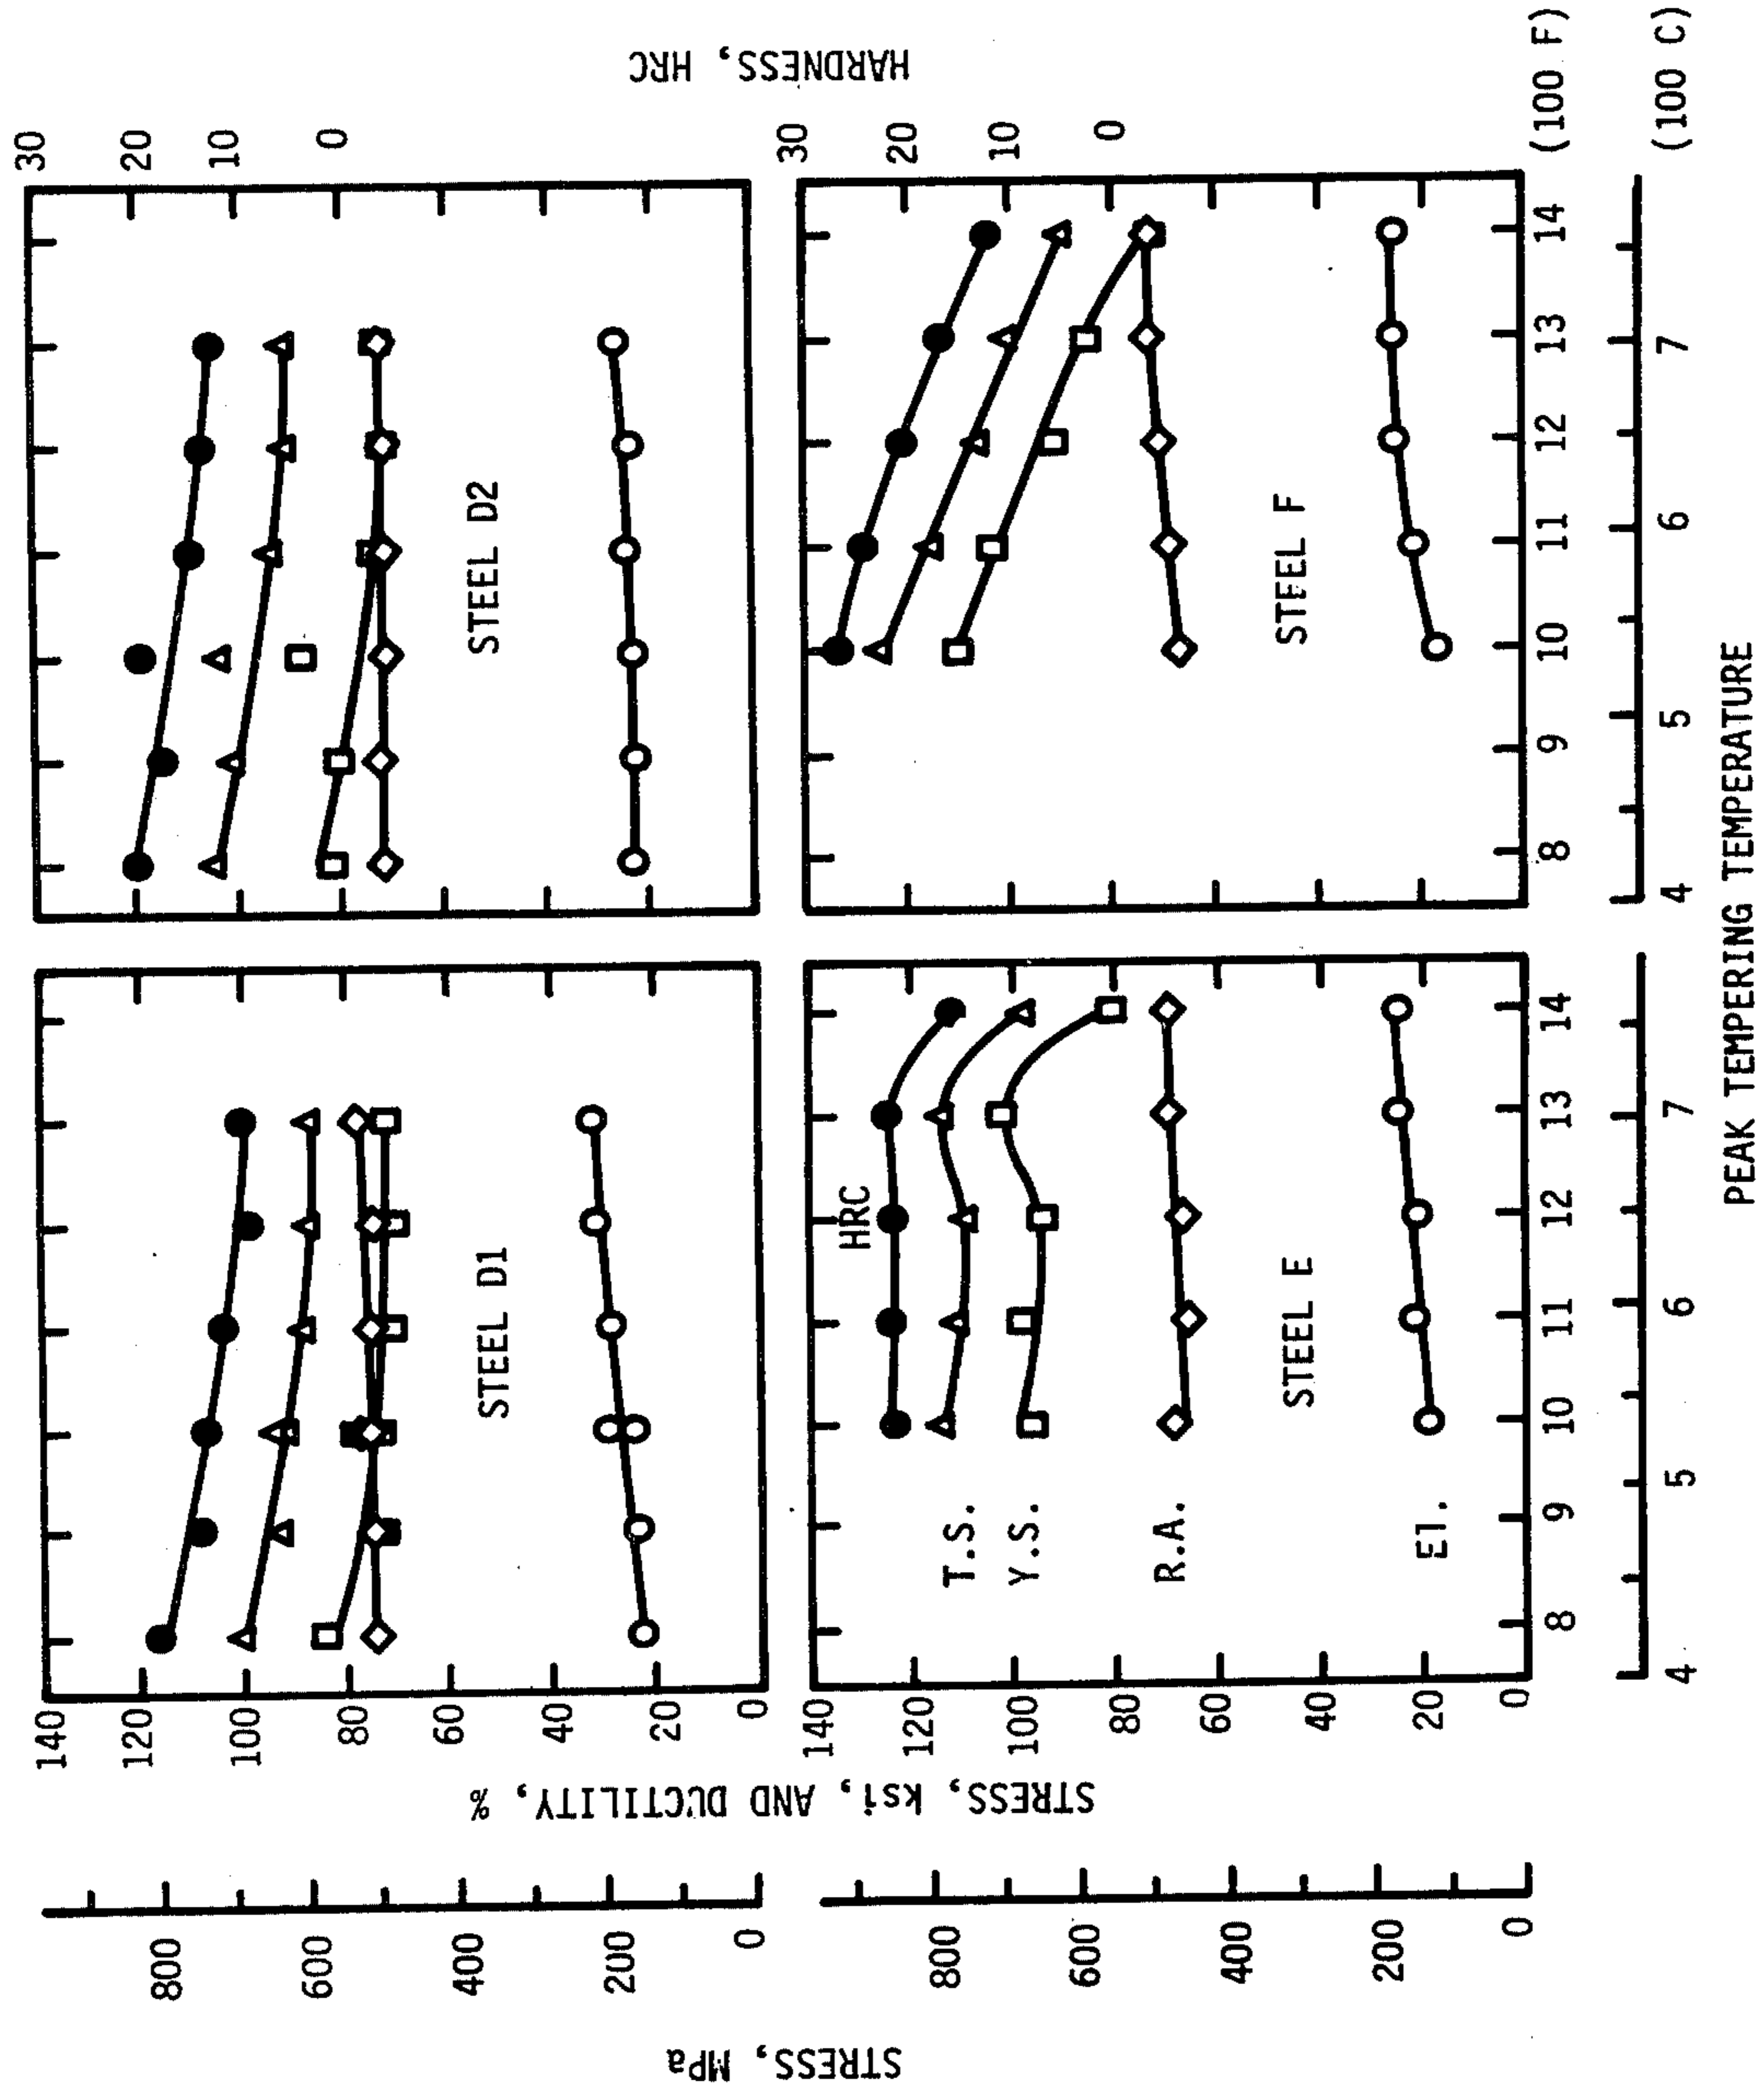 STRESS, MPa
800
600
400
200
0
800
600
400
200
0
STRESS, ksi, AND DUCTILITY, %
140
120
100
80
60
40
20
0
STEEL D1
STEEL D2
30
20
10
0
HARDNESS, HRC
140
120
100
80
60
40
20
0
HRC
T.S.
Y.S.
R.A.
El.
STEEL E
STEEL F
30
20
10
0
8 9 10 11 12 13 14
8 9 10 11 12 13 14 (100 F)
4 5 6 7
4 5 6 7 (100 C)
PEAK TEMPERING TEMPERATURE